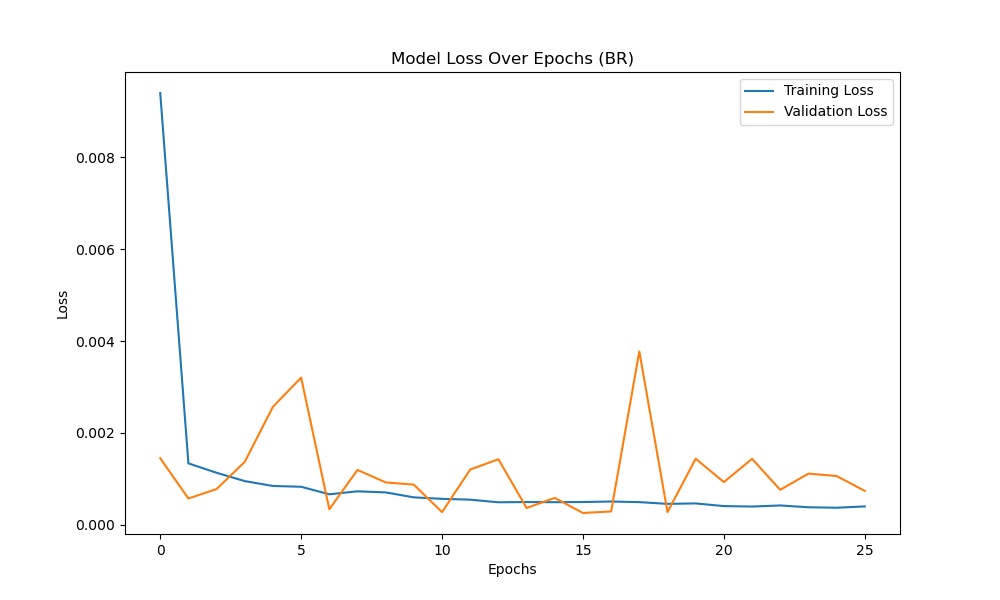 Model Loss Over Epochs (BR)
Training Loss
Validation Loss
0.008
0.006
0.004
0.002
0.000
Loss
0 5 10 15 20 25
Epochs